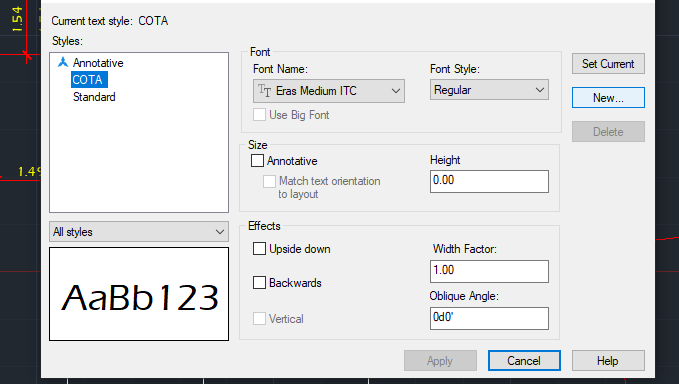 1.54
Current text style: COTA
Styles:
Annotative
COTA
Standard
All styles
AaBb123
Font
Font Name:
Eras Medium ITC
Use Big Font
Font Style:
Regular
Size
Annotative
Match text orientation
to layout
Height
0.00
Effects
Upside down
Backwards
Vertical
Width Factor:
1.00
Oblique Angle:
0d0'
Set Current
New...
Delete
Apply
Cancel
Help